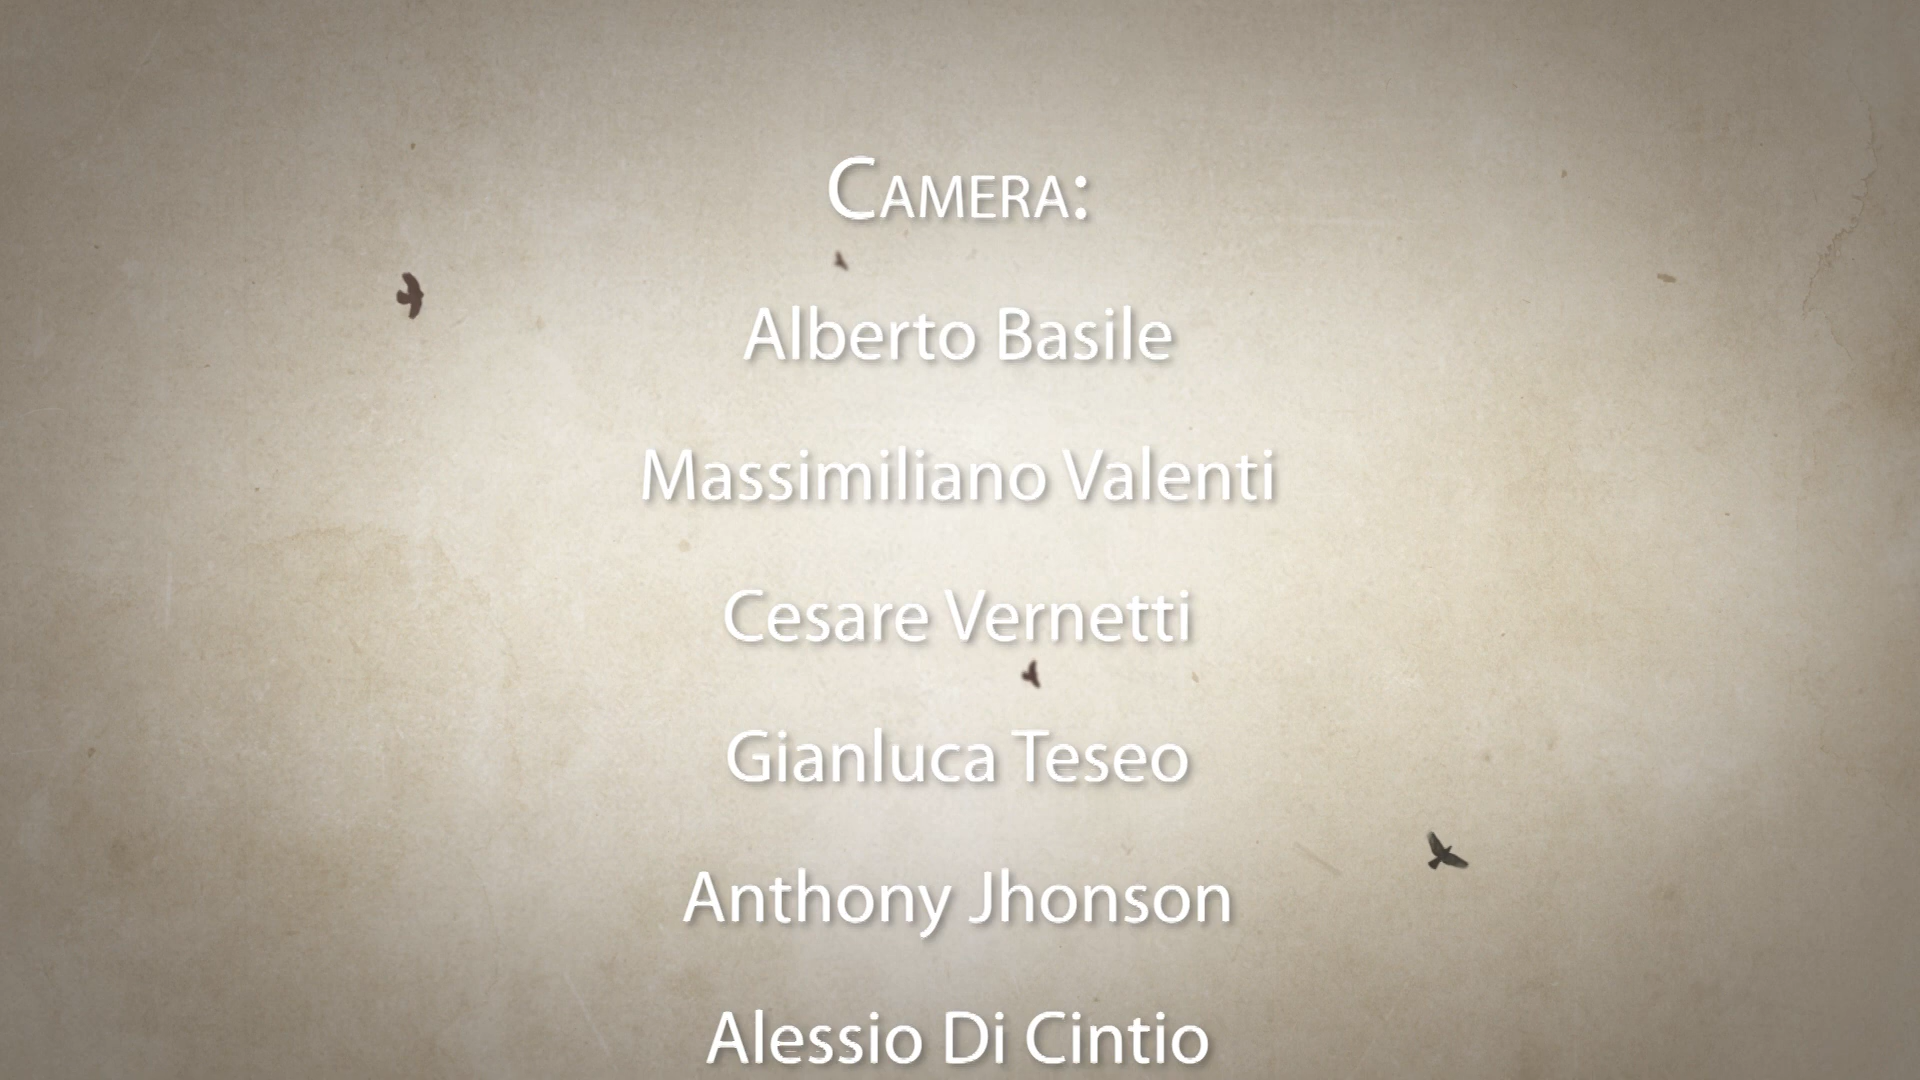 Camera:
Alberto Basile
Massimiliano Valenti
Cesare Vernetti
Gianluca Teseo
Anthony Jhonson
Alessio Di Cintio